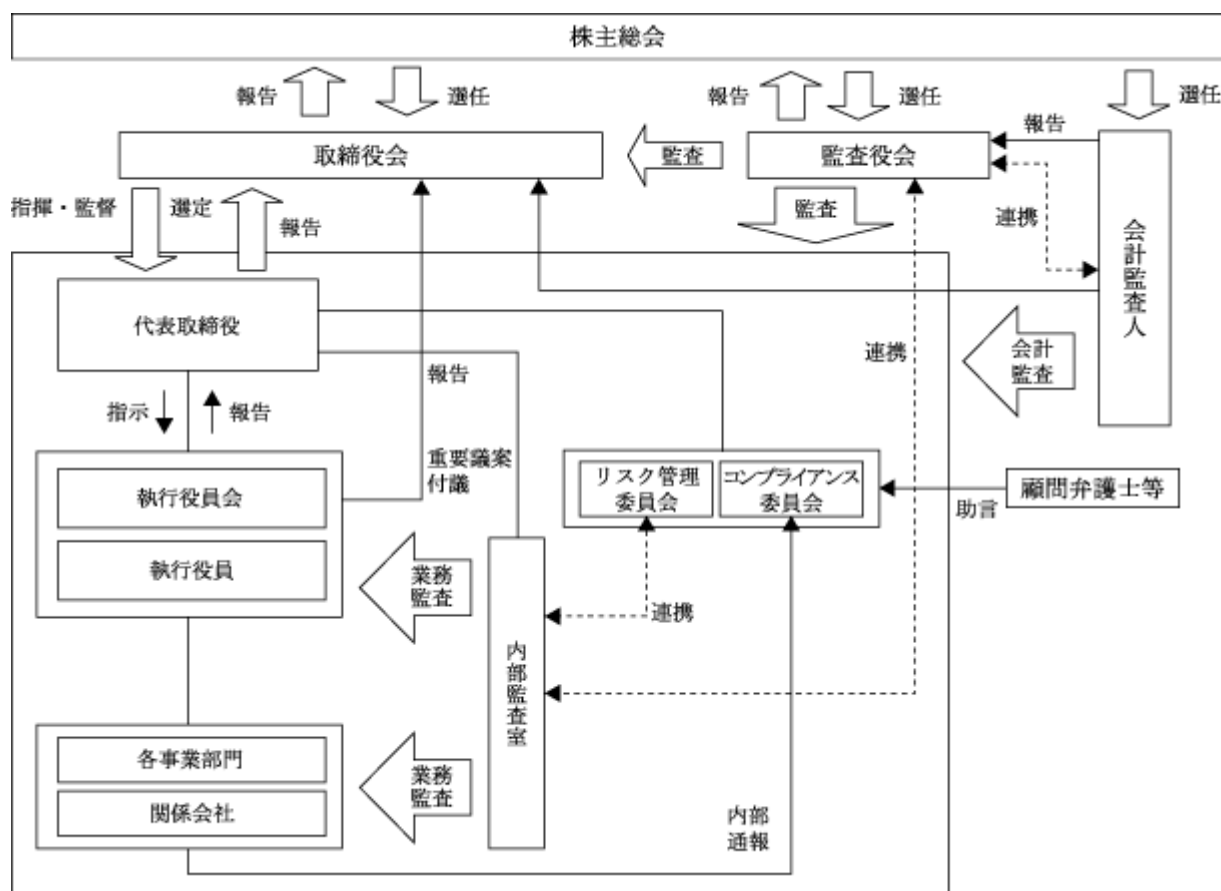 株主総会
報告
選任
報告
選任
選任
取締役会
監査
監査役会
報告
指揮・監督
選定
報告
監査
連携
会計監査人
代表取締役
会計
監査
連携
報告
指示
報告
重要議案
付議
執行役員会
執行役員
リスク管理
委員会
コンプライアンス
委員会
顧問弁護士等
助言
業務
監査
連携
内部監査室
各事業部門
関係会社
業務
監査
内部
通報